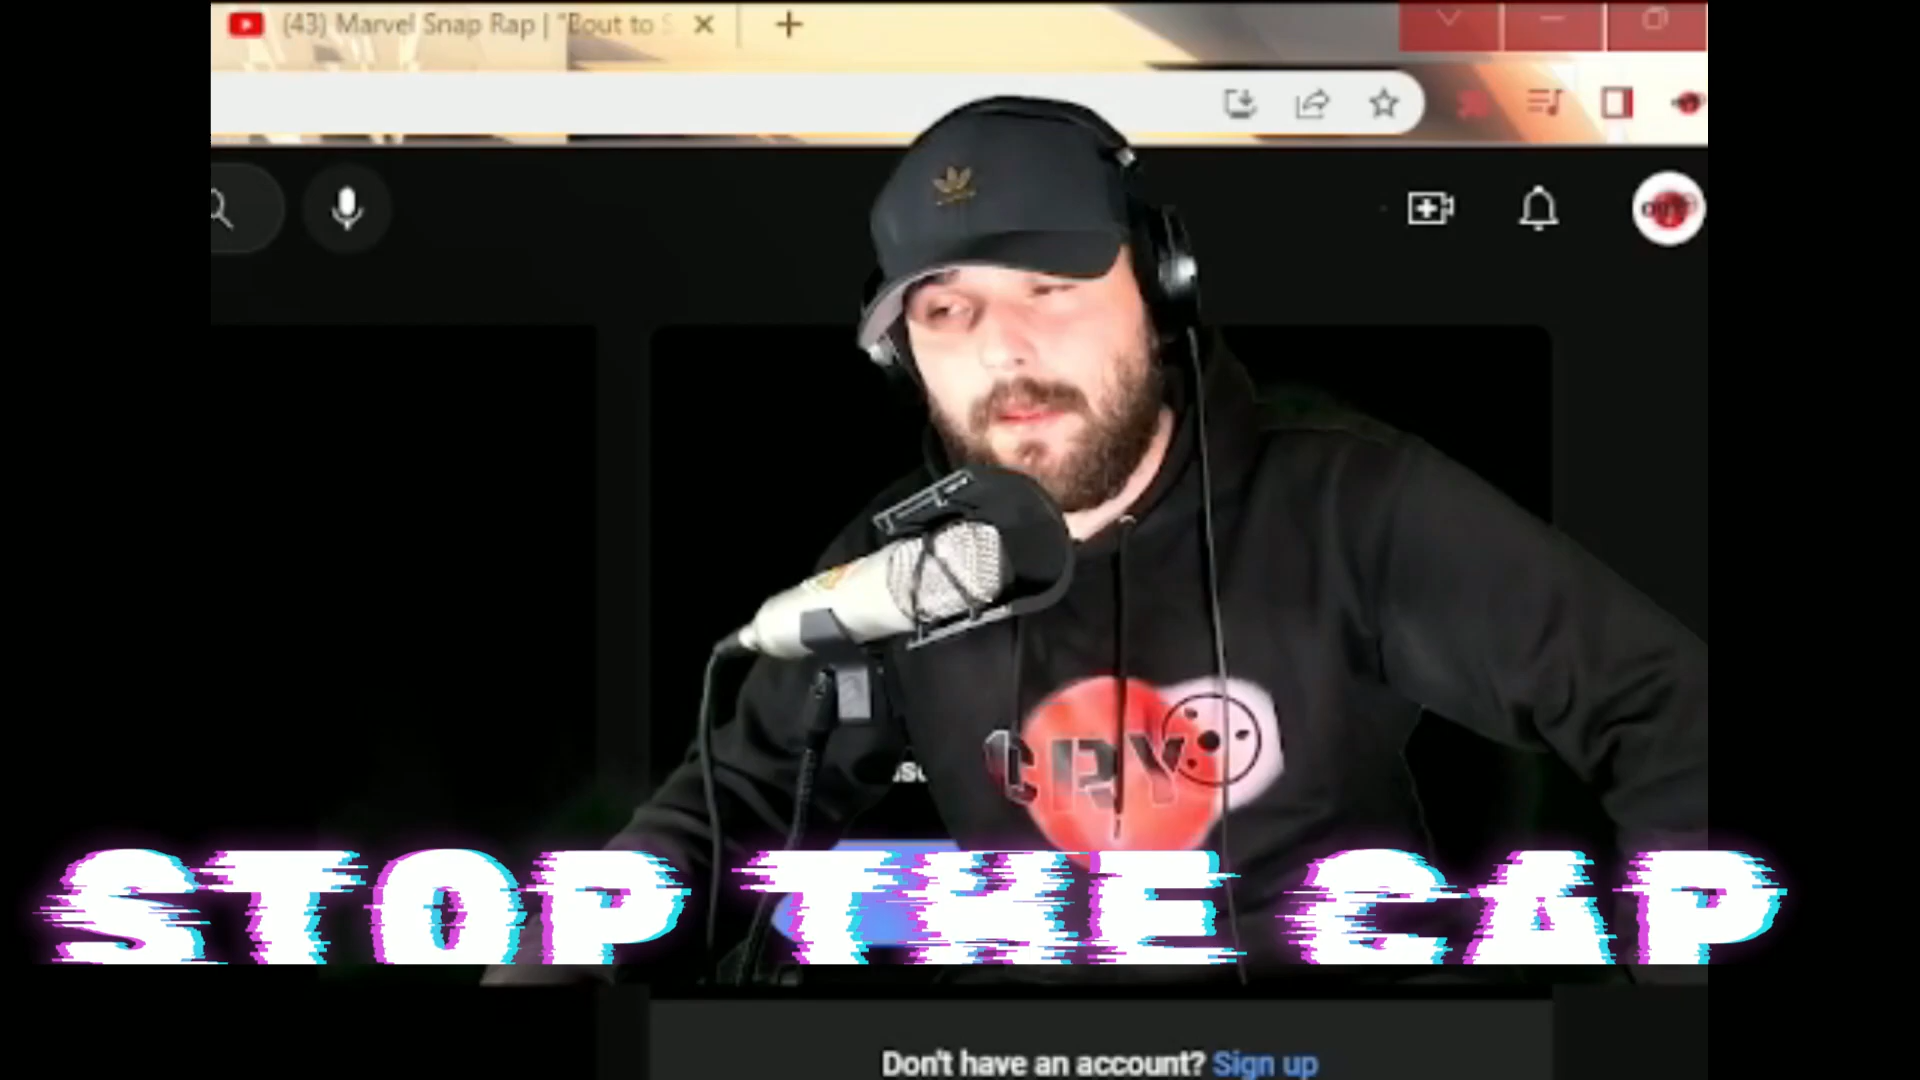 (43) Marvel Snap Rap | "Bout to S
CRY
STOP THE CAP
Don't have an account? Sign up